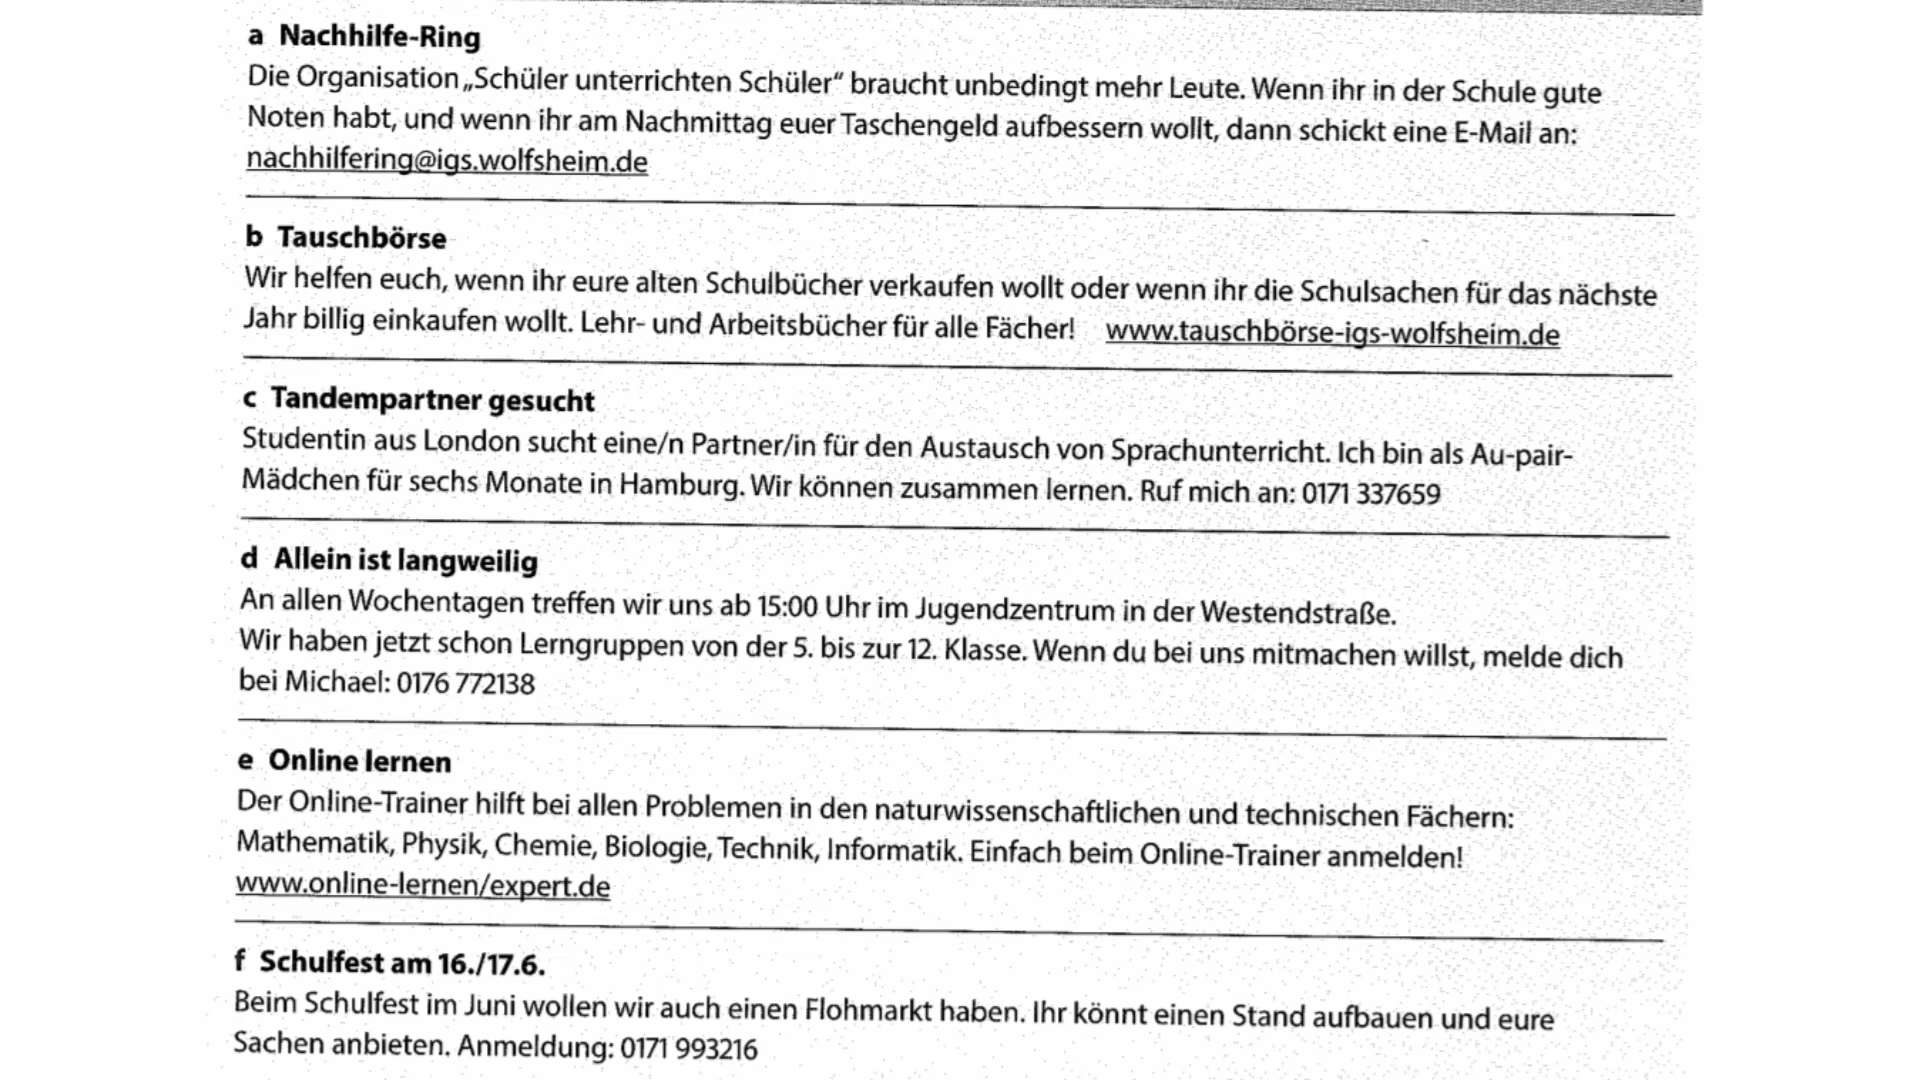 a Nachhilfe-Ring
Die Organisation „Schüler unterrichten Schüler“ braucht unbedingt mehr Leute. Wenn ihr in der Schule gute
Noten habt, und wenn ihr am Nachmittag euer Taschengeld aufbessern wollt, dann schickt eine E-Mail an:
nachhilfering@igs.wolfsheim.de
b Tauschbörse
Wir helfen euch, wenn ihr eure alten Schulbücher verkaufen wollt oder wenn ihr die Schulsachen für das nächste
Jahr billig einkaufen wollt. Lehr- und Arbeitsbücher für alle Fächer! www.tauschbörse-igs-wolfsheim.de
c Tandempartner gesucht
Studentin aus London sucht eine/n Partner/in für den Austausch von Sprachunterricht. Ich bin als Au-pair-
Mädchen für sechs Monate in Hamburg. Wir können zusammen lernen. Ruf mich an: 0171 337659
d Allein ist langweilig
An allen Wochentagen treffen wir uns ab 15:00 Uhr im Jugendzentrum in der Westendstraße.
Wir haben jetzt schon Lerngruppen von der 5. bis zur 12. Klasse. Wenn du bei uns mitmachen willst, melde dich
bei Michael: 0176 772138
e Online lernen
Der Online-Trainer hilft bei allen Problemen in den naturwissenschaftlichen und technischen Fächern:
Mathematik, Physik, Chemie, Biologie, Technik, Informatik. Einfach beim Online-Trainer anmelden!
www.online-lernen/expert.de
f Schulfest am 16./17.6.
Beim Schulfest im Juni wollen wir auch einen Flohmarkt haben. Ihr könnt einen Stand aufbauen und eure
Sachen anbieten. Anmeldung: 0171 993216